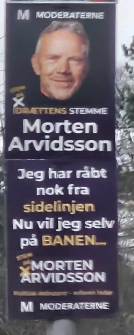 M MODERATERNE
IDRÆTTENS STEMME
Morten
Arvidsson
Jeg har råbt
nok fra
sidelinjen
Nu vil jeg selv
på BANEN...
MORTEN
ARVIDSSON
M MODERATERNE